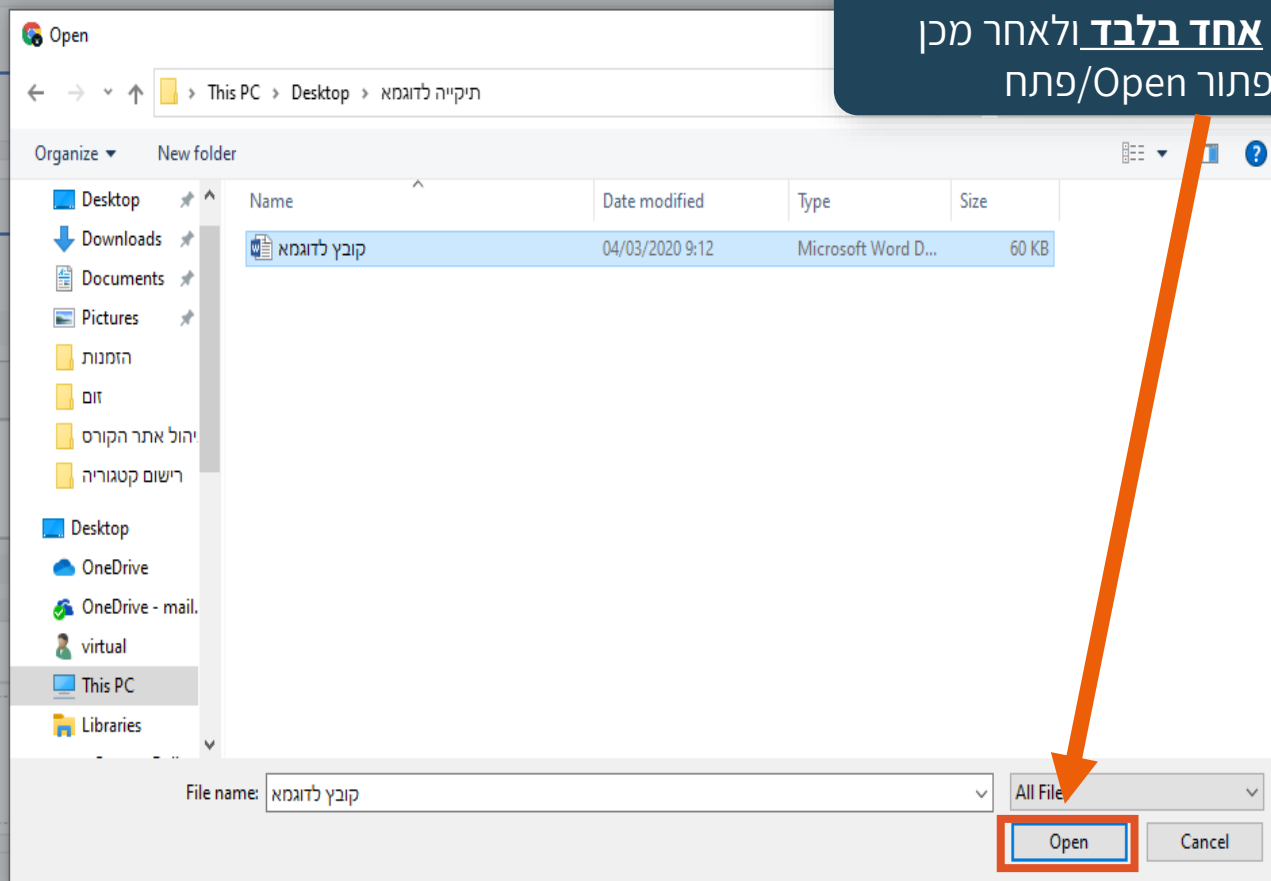 אחד בלבד ולאחר מכן
פתור Open/פתח
Open
This PC > Desktop > תיקייה לדוגמא
Organize New folder
Name Date modified Type Size
קובץ לדוגמא 04/03/2020 9:12 Microsoft Word D... 60 KB
Desktop
Downloads
Documents
Pictures
הזמנות
זום
יהול אתר הקורס
רישום קטגוריה
Desktop
OneDrive
OneDrive - mail.
virtual
This PC
Libraries
File name: קובץ לדוגמא
All File
Open Cancel